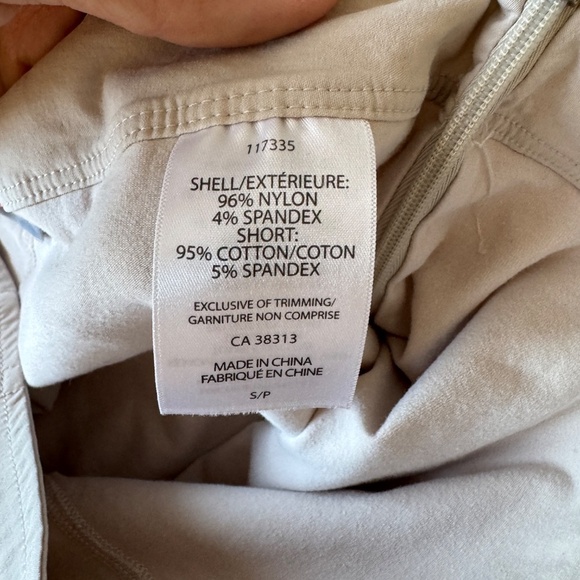 117335
SHELL/EXTÉRIEURE:
96% NYLON
4% SPANDEX
SHORT:
95% COTTON/COTON
5% SPANDEX
EXCLUSIVE OF TRIMMING/
GARNITURE NON COMPRISE
CA 38313
MADE IN CHINA
FABRIQUÉ EN CHINE
S/P